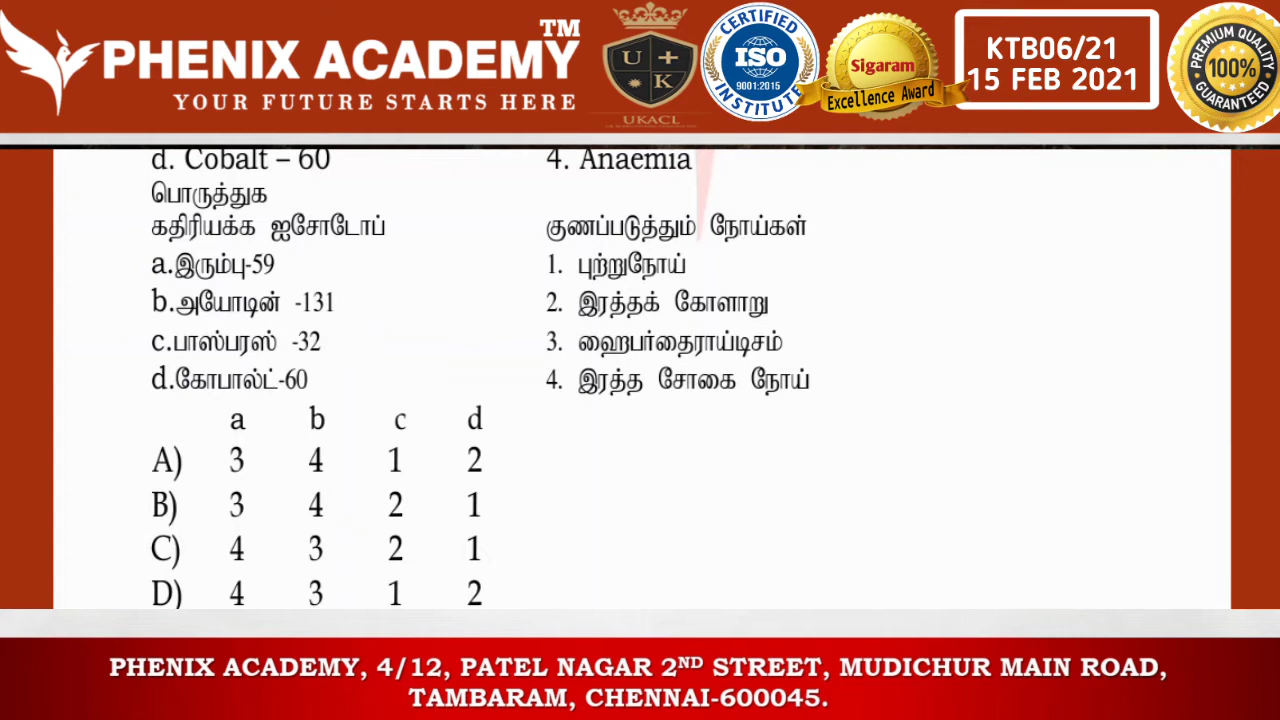 TM
PHENIX ACADEMY
YOUR FUTURE STARTS HERE
U +
K
UKACL
CERTIFIED
ISO
9001:2015
INSTITUTE
Sigaram
Excellence Award
KTB06/21
15 FEB 2021
PREMIUM QUALITY
100%
GUARANTEED
d. Cobalt – 60 4. Anaemia
பொருத்துக
கதிரியக்க ஐசோடோப் குணப்படுத்தும் நோய்கள்
a.இரும்பு-59 1. புற்றுநோய்
b.அயோடின் -131 2. இரத்தக் கோளாறு
c.பாஸ்பரஸ் -32 3. ஹைபர்தைராய்டிசம்
d.கோபால்ட்-60 4. இரத்த சோகை நோய்
a b c d
A) 3 4 1 2
B) 3 4 2 1
C) 4 3 2 1
D) 4 3 1 2
PHENIX ACADEMY, 4/12, PATEL NAGAR 2ND STREET, MUDICHUR MAIN ROAD,
TAMBARAM, CHENNAI-600045.